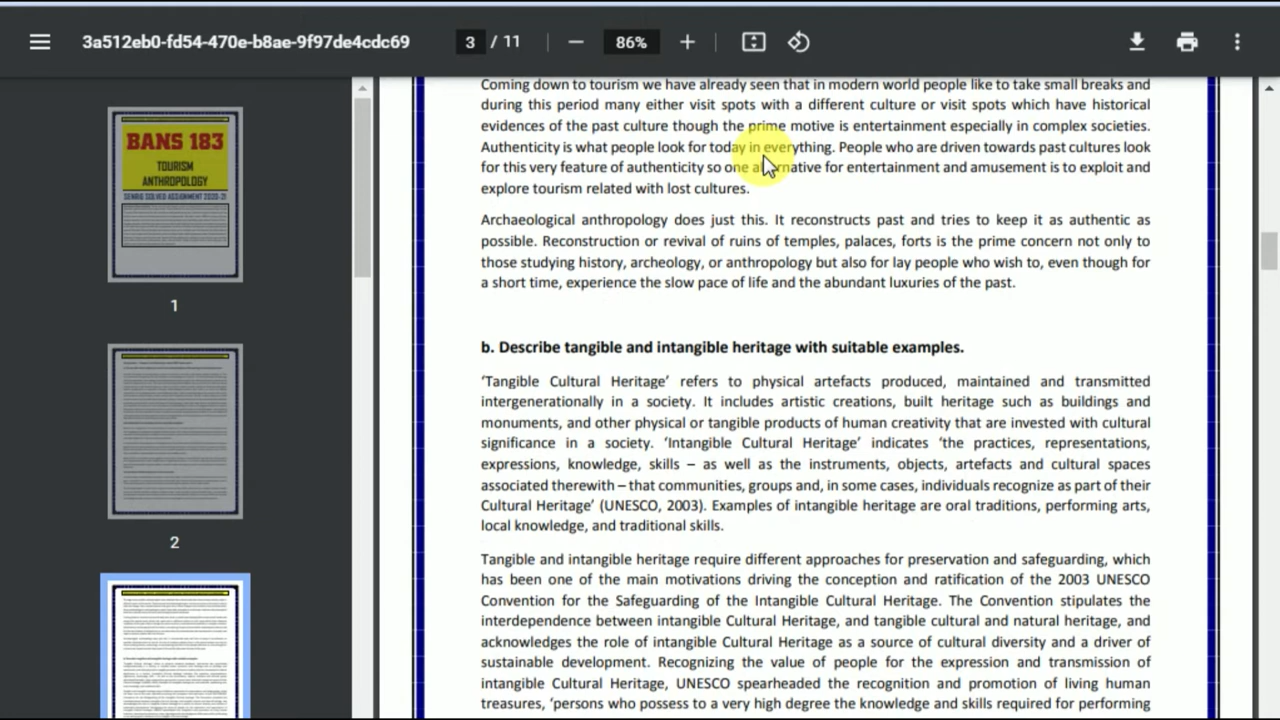 3a512eb0-fd54-470e-b8ae-9f97de4cdc69
3 / 11
86%
BANS 183
TOURISM
ANTHROPOLOGY
SENRIG SOLVED ASSIGNMENT 2020-21
1
2
Coming down to tourism we have already seen that in modern world people like to take small breaks and
during this period many either visit spots with a different culture or visit spots which have historical
evidences of the past culture though the prime motive is entertainment especially in complex societies.
Authenticity is what people look for today in everything. People who are driven towards past cultures look
for this very feature of authenticity so one alternative for entertainment and amusement is to exploit and
explore tourism related with lost cultures.
Archaeological anthropology does just this. It reconstructs past and tries to keep it as authentic as
possible. Reconstruction or revival of ruins of temples, palaces, forts is the prime concern not only to
those studying history, archeology, or anthropology but also for lay people who wish to, even though for
a short time, experience the slow pace of life and the abundant luxuries of the past.
b. Describe tangible and intangible heritage with suitable examples.
'Tangible Cultural Heritage' refers to physical artefacts produced, maintained and transmitted
intergenerationally in a society. It includes artistic creations, built heritage such as buildings and
monuments, and other physical or tangible products of human creativity that are invested with cultural
significance in a society. 'Intangible Cultural Heritage' indicates 'the practices, representations,
expressions, knowledge, skills – as well as the instruments, objects, artefacts and cultural spaces
associated therewith – that communities, groups and, in some cases, individuals recognize as part of their
Cultural Heritage' (UNESCO, 2003). Examples of intangible heritage are oral traditions, performing arts,
local knowledge, and traditional skills.
Tangible and intangible heritage require different approaches for preservation and safeguarding, which
has been one of the main motivations driving the conception and ratification of the 2003 UNESCO
Convention for the Safeguarding of the Intangible Cultural Heritage. The Convention stipulates the
interdependence between Intangible Cultural Heritage, and tangible cultural and natural heritage, and
acknowledges the role of Intangible Cultural Heritage as a source of cultural diversity and a driver of
sustainable development. Recognizing the value of people for the expression and transmission of
intangible Cultural Heritage, UNESCO spearheaded the recognition and promotion of living human
treasures, 'persons who possess to a very high degree the knowledge and skills required for performing